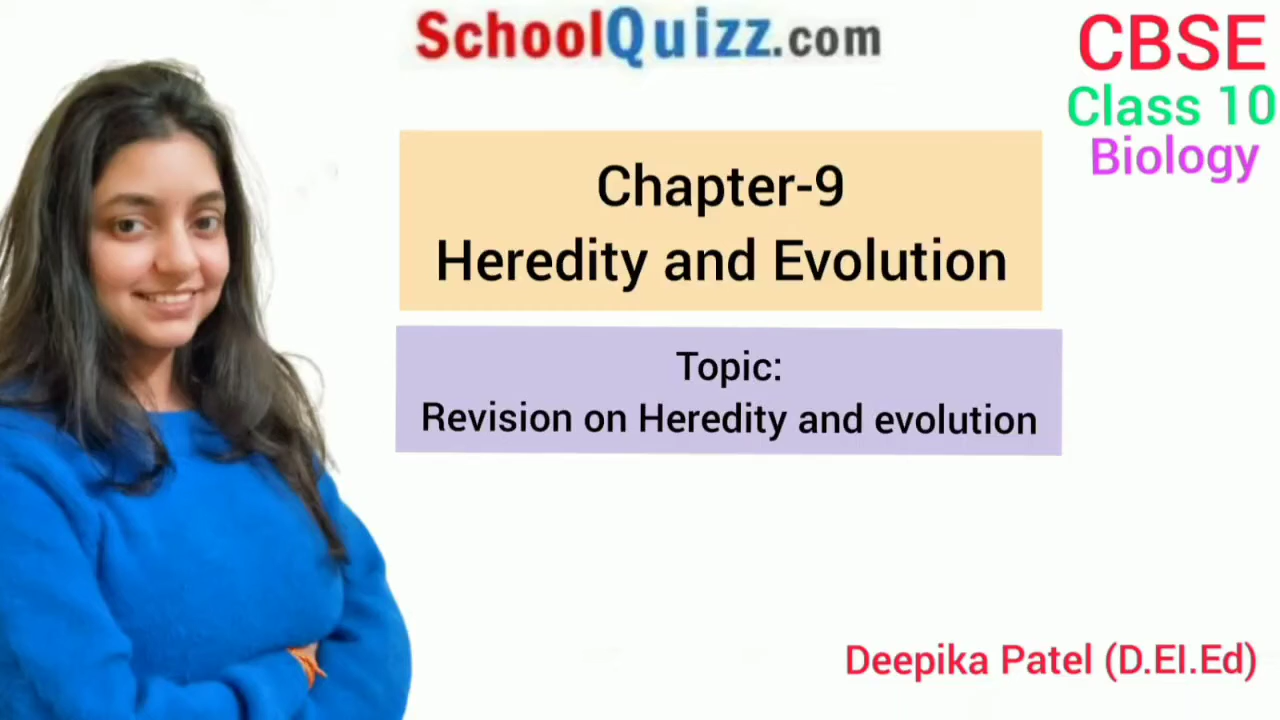 SchoolQuizz.com
CBSE
Class 10
Biology
Chapter-9
Heredity and Evolution
Topic:
Revision on Heredity and evolution
Deepika Patel (D.El.Ed)